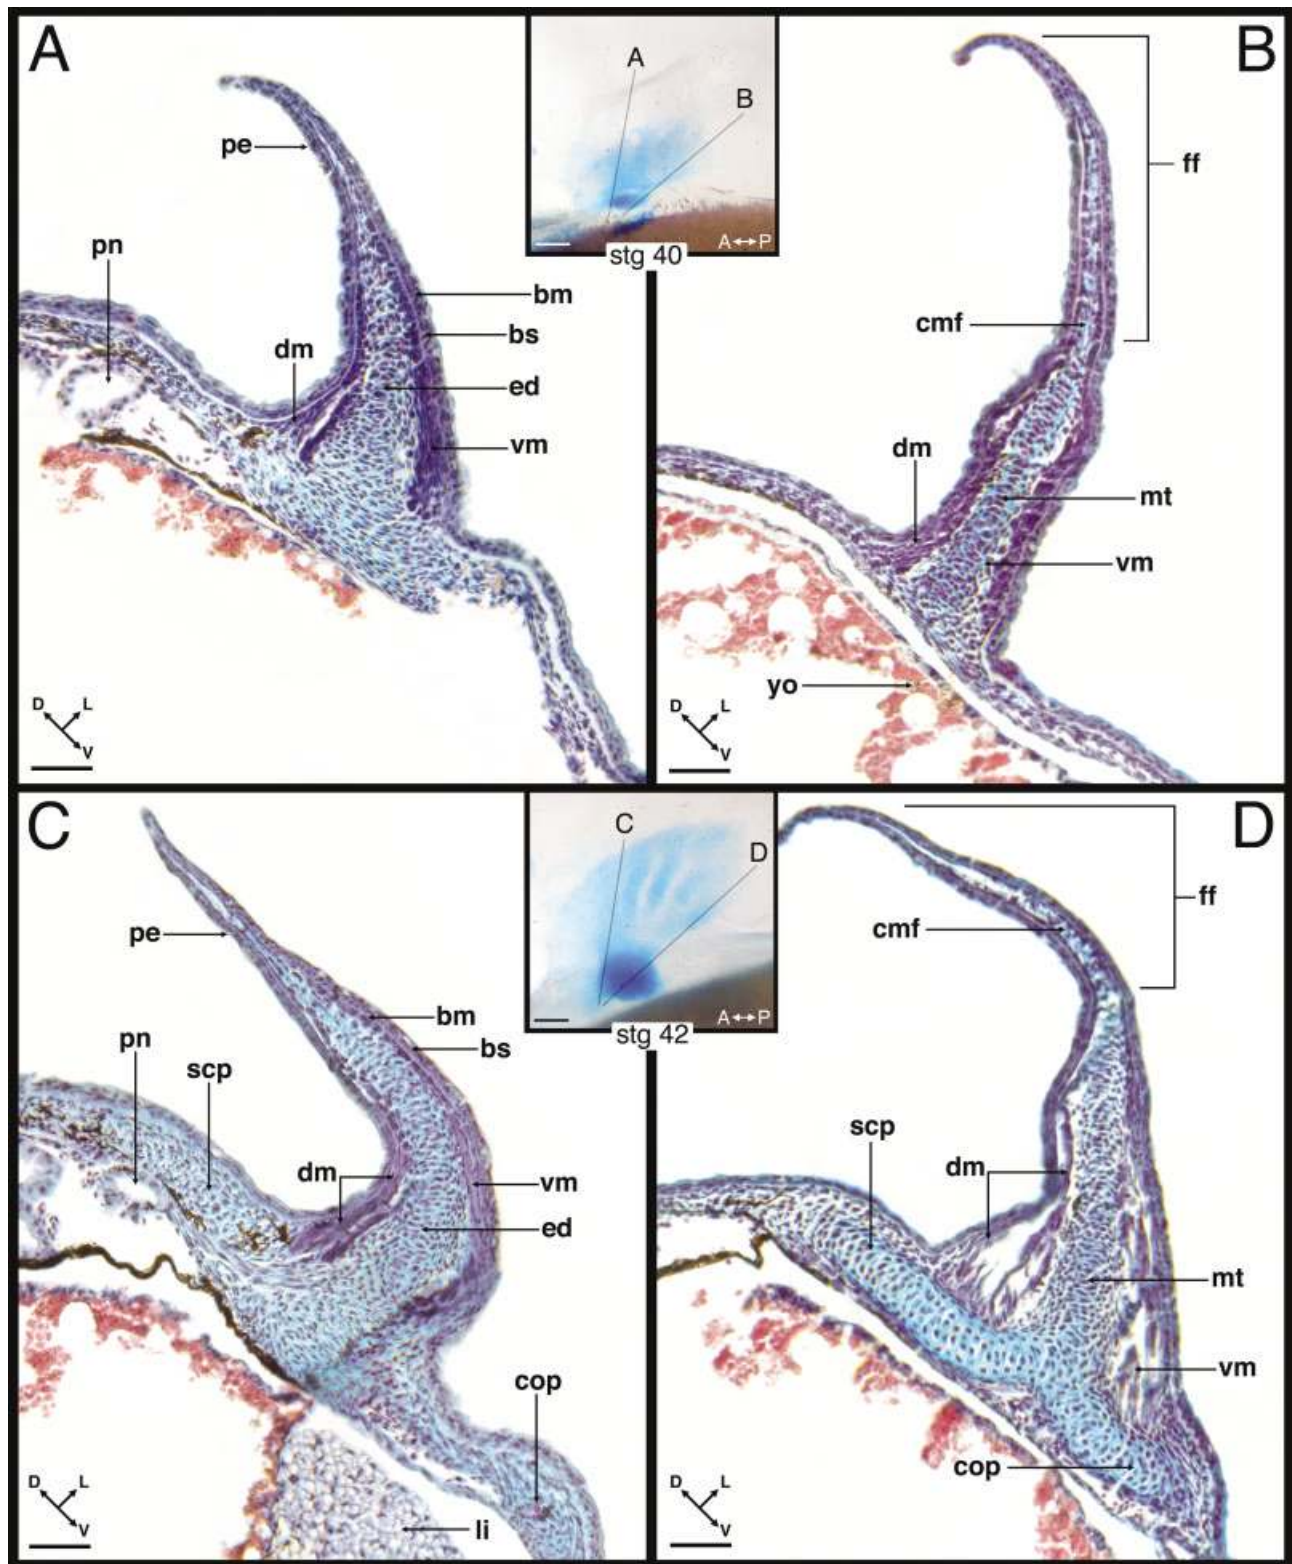 A
pe
pn
dm
bm
bs
ed
vm
D
L
V
A
B
A↔P
stg 40
B
ff
cmf
dm
mt
vm
yo
D
L
V
C
pe
bm
bs
pn
scp
dm
vm
ed
cop
li
D
L
V
C
D
A↔P
stg 42
D
ff
cmf
scp
dm
mt
vm
cop
D
L
V